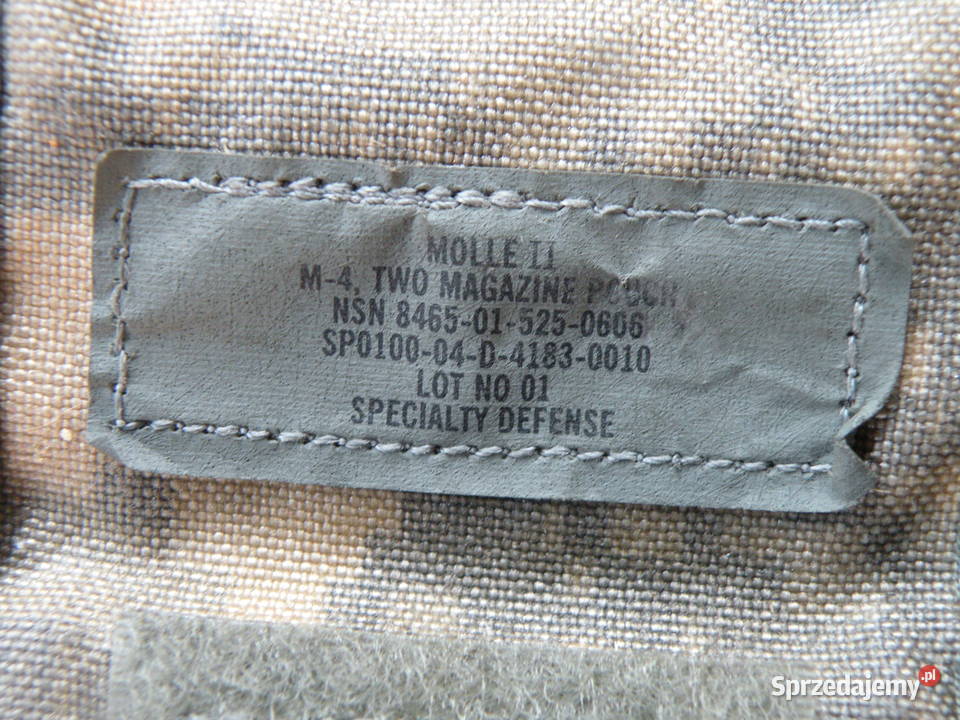 MOLLE II
M-4, TWO MAGAZINE POUCH
NSN 8465-01-525-0606
SP0100-04-D-4183-0010
LOT NO 01
SPECIALTY DEFENSE
Sprzedajemy.pl